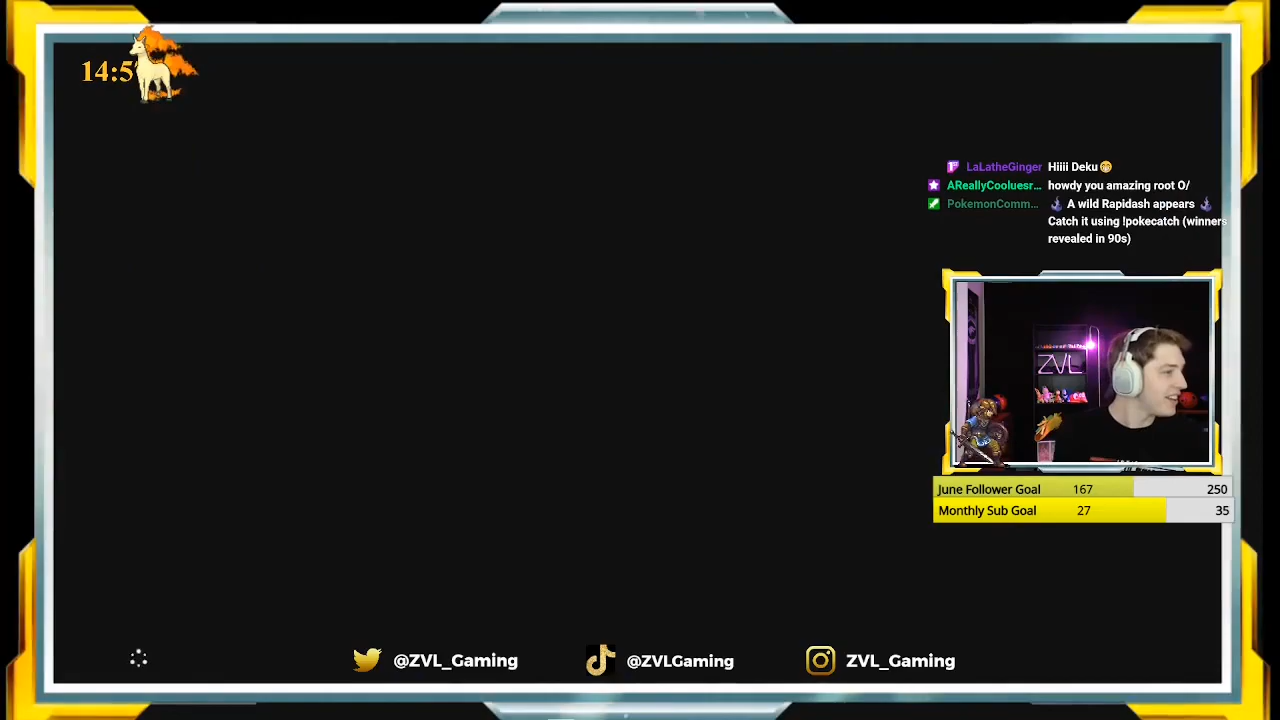 14:5
LaLatheGinger Hiiii Deku
AReallyCooluesr... howdy you amazing root O/
PokemonComm... A wild Rapidash appears
Catch it using !pokecatch (winners
revealed in 90s)
ZVL
June Follower Goal 167 250
Monthly Sub Goal 27 35
@ZVL_Gaming @ZVLGaming ZVL_Gaming